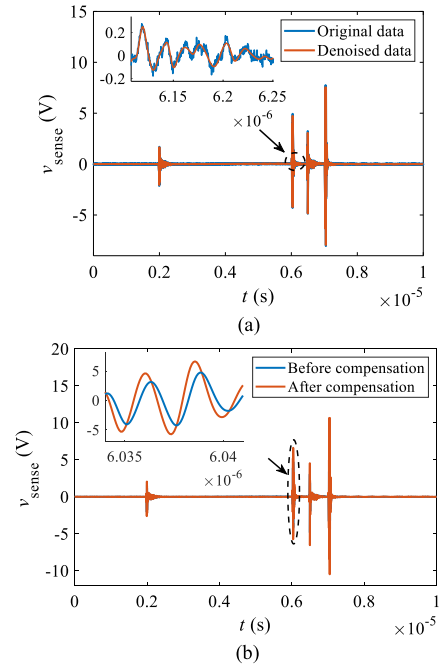 15
10
5
0
-5
v_sense (V)
0.2
0
-0.2
6.15 6.2 6.25
×10^-6
Original data
Denoised data
0 0.2 0.4 0.6 0.8 1
t (s)
×10^-5
(a)
20
15
10
5
0
-5
-10
v_sense (V)
5
0
-5
6.035 6.04
×10^-6
Before compensation
After compensation
0 0.2 0.4 0.6 0.8 1
t (s)
×10^-5
(b)